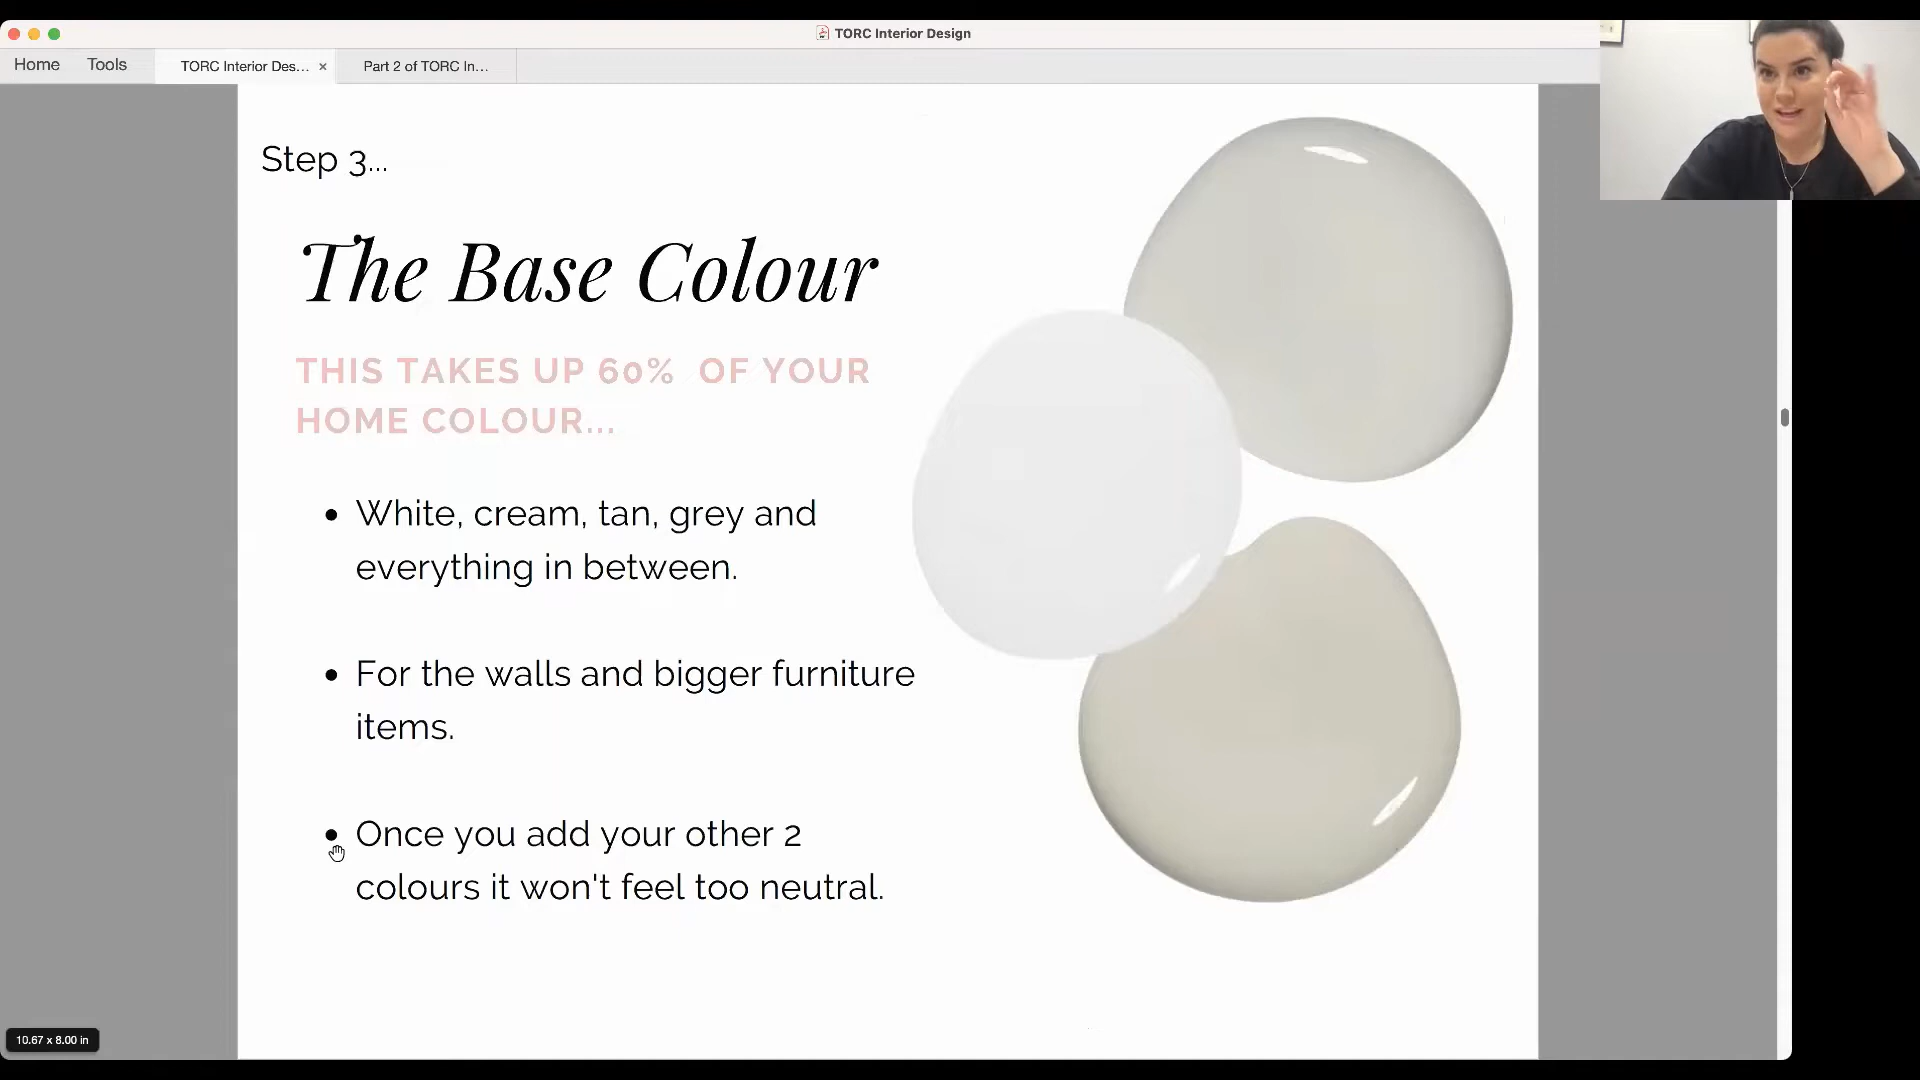 TORC Interior Design
Home
Tools
TORC Interior Des...
Part 2 of TORC In...
Step 3...
The Base Colour
THIS TAKES UP 60% OF YOUR
HOME COLOUR...
• White, cream, tan, grey and
everything in between.
• For the walls and bigger furniture
items.
• Once you add your other 2
colours it won't feel too neutral.
10.67 x 8.00 in